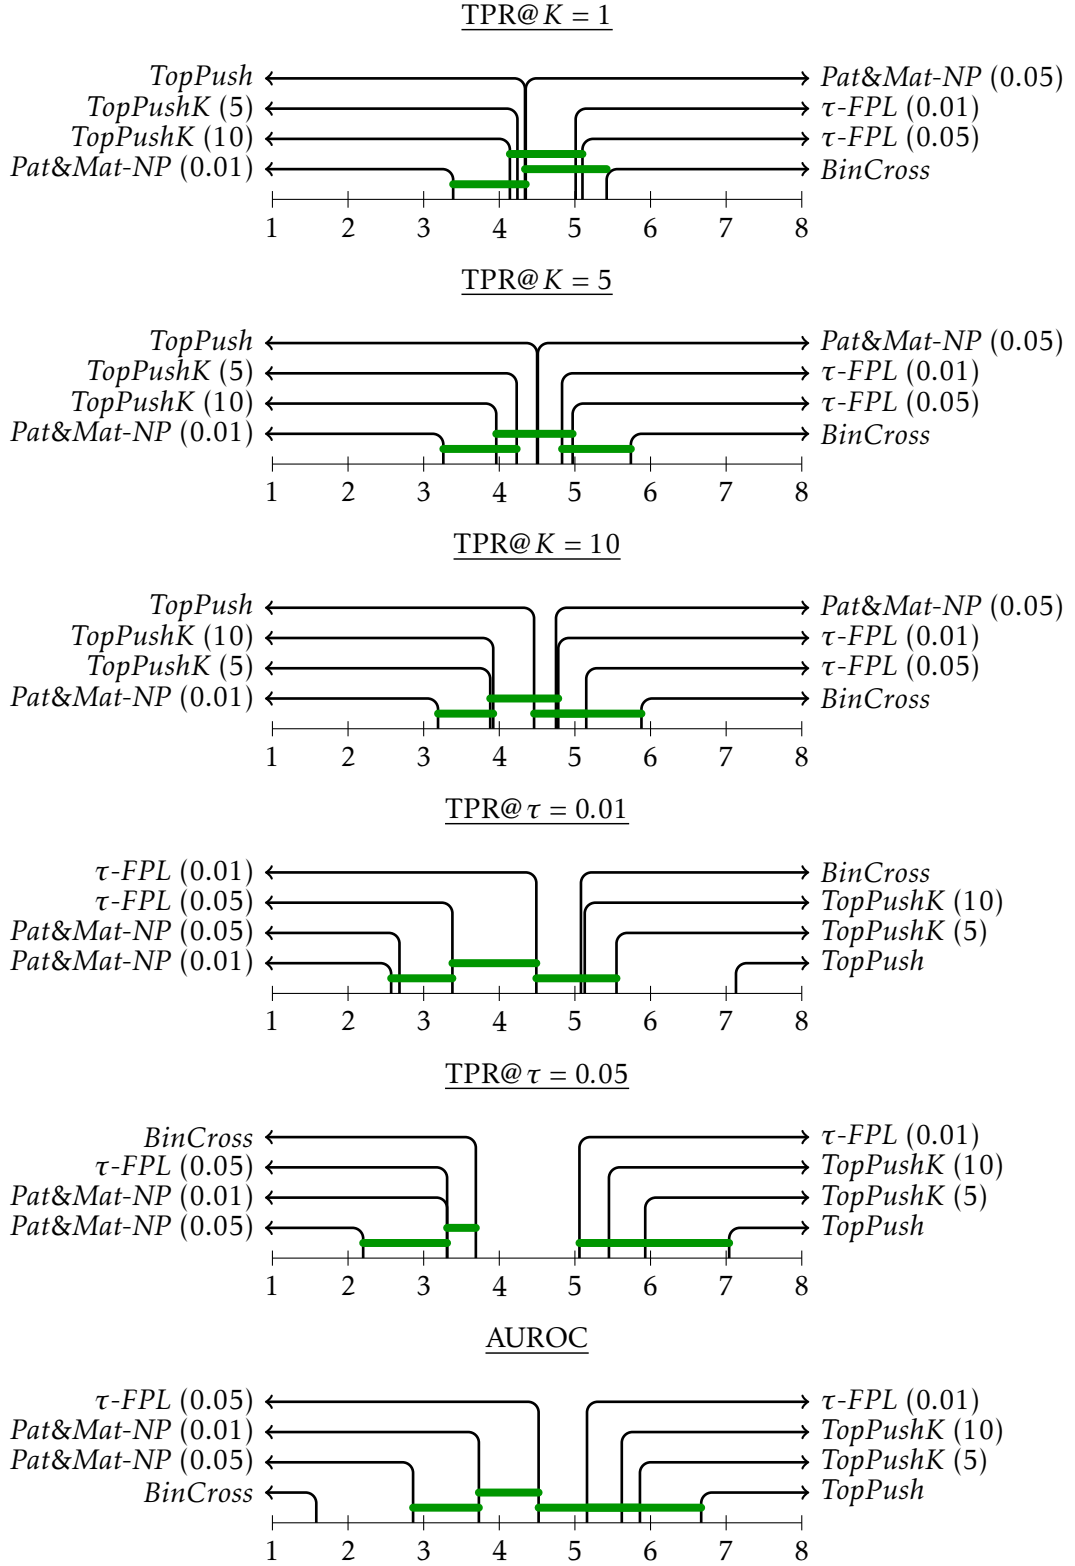 TPR@K = 1
TopPush Pat&Mat-NP (0.05)
TopPushK (5) τ-FPL (0.01)
TopPushK (10) τ-FPL (0.05)
Pat&Mat-NP (0.01) BinCross
1 2 3 4 5 6 7 8
TPR@K = 5
TopPush Pat&Mat-NP (0.05)
TopPushK (5) τ-FPL (0.01)
TopPushK (10) τ-FPL (0.05)
Pat&Mat-NP (0.01) BinCross
1 2 3 4 5 6 7 8
TPR@K = 10
TopPush Pat&Mat-NP (0.05)
TopPushK (10) τ-FPL (0.01)
TopPushK (5) τ-FPL (0.05)
Pat&Mat-NP (0.01) BinCross
1 2 3 4 5 6 7 8
TPR@τ = 0.01
τ-FPL (0.01) BinCross
τ-FPL (0.05) TopPushK (10)
Pat&Mat-NP (0.05) TopPushK (5)
Pat&Mat-NP (0.01) TopPush
1 2 3 4 5 6 7 8
TPR@τ = 0.05
BinCross τ-FPL (0.01)
τ-FPL (0.05) TopPushK (10)
Pat&Mat-NP (0.01) TopPushK (5)
Pat&Mat-NP (0.05) TopPush
1 2 3 4 5 6 7 8
AUROC
τ-FPL (0.05) τ-FPL (0.01)
Pat&Mat-NP (0.01) TopPushK (10)
Pat&Mat-NP (0.05) TopPushK (5)
BinCross TopPush
1 2 3 4 5 6 7 8